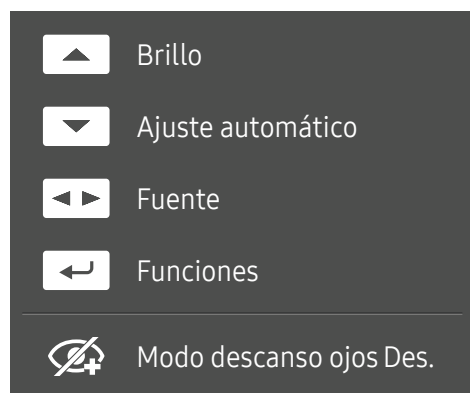 Brillo
Ajuste automático
Fuente
Funciones
Modo descanso ojos Des.